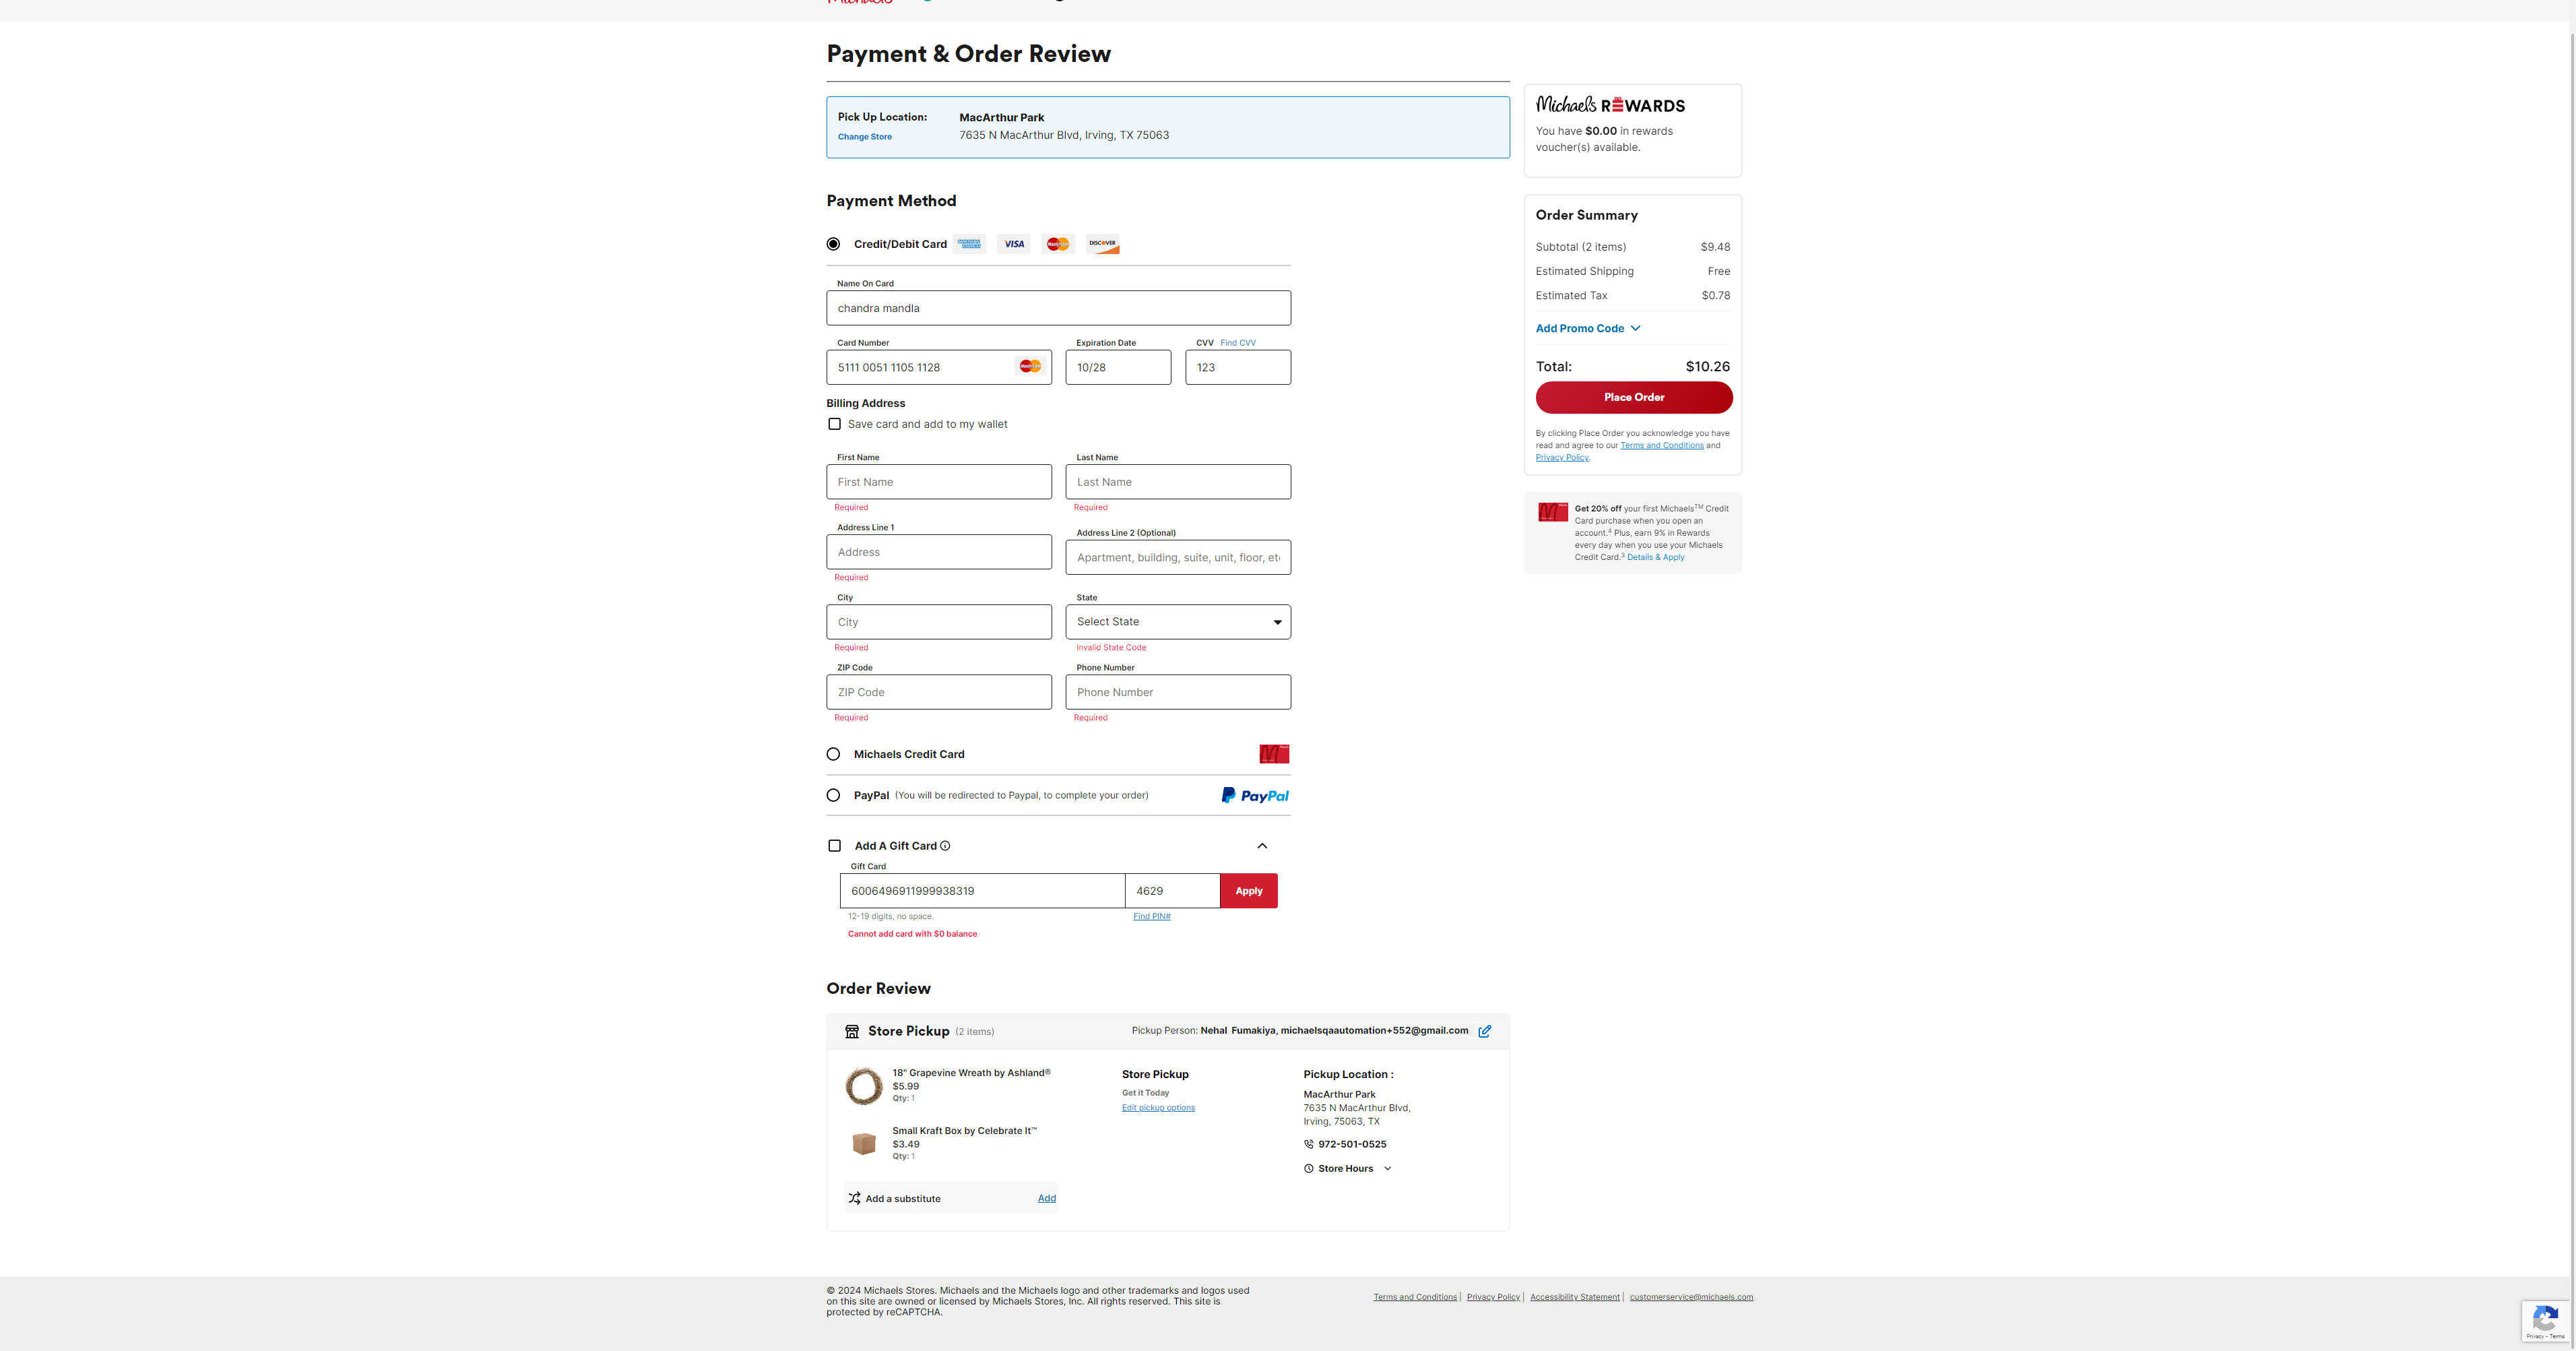 Michaels
Payment & Order Review
Pick Up Location:
MacArthur Park
Change Store
7635 N MacArthur Blvd, Irving, TX 75063
Michaels REWARDS
You have $0.00 in rewards
voucher(s) available.
Payment Method
Credit/Debit Card
AMERICAN EXPRESS
VISA
MasterCard
DISCOVER
Name On Card
chandra mandla
Card Number
Expiration Date
CVV Find CVV
5111 0051 1105 1128
MasterCard
10/28
123
Billing Address
Save card and add to my wallet
First Name
Last Name
First Name
Last Name
Required
Required
Address Line 1
Address Line 2 (Optional)
Address
Apartment, building, suite, unit, floor, et
Required
City
State
City
Select State
Required
Invalid State Code
ZIP Code
Phone Number
ZIP Code
Phone Number
Required
Required
Michaels Credit Card
PayPal (You will be redirected to Paypal, to complete your order)
PayPal
Add A Gift Card
Gift Card
6006496911999938319
4629
Apply
12-19 digits, no space.
Find PIN#
Cannot add card with $0 balance
Order Summary
Subtotal (2 items) $9.48
Estimated Shipping Free
Estimated Tax $0.78
Add Promo Code
Total: $10.26
Place Order
By clicking Place Order you acknowledge you have
read and agree to our Terms and Conditions and
Privacy Policy.
Get 20% off your first Michaels™ Credit
Card purchase when you open an
account.⁴ Plus, earn 9% in Rewards
every day when you use your Michaels
Credit Card.³ Details & Apply
Order Review
Store Pickup (2 items)
Pickup Person: Nehal Fumakiya, michaelsqaautomation+552@gmail.com
18" Grapevine Wreath by Ashland®
$5.99
Qty: 1
Small Kraft Box by Celebrate It™
$3.49
Qty: 1
Add a substitute
Add
Store Pickup
Get it Today
Edit pickup options
Pickup Location :
MacArthur Park
7635 N MacArthur Blvd,
Irving, 75063, TX
972-501-0525
Store Hours
© 2024 Michaels Stores. Michaels and the Michaels logo and other trademarks and logos used
on this site are owned or licensed by Michaels Stores, Inc. All rights reserved. This site is
protected by reCAPTCHA.
Terms and Conditions | Privacy Policy | Accessibility Statement | customerservice@michaels.com
Privacy - Terms